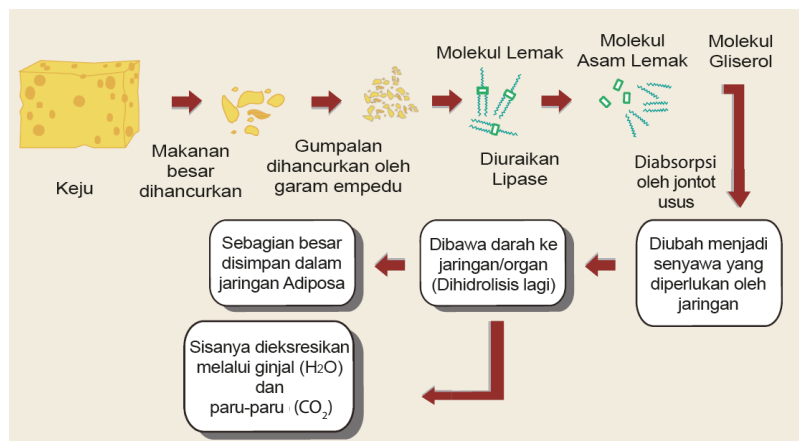 Keju
Makanan
besar
dihancurkan
Gumpalan
dihancurkan oleh
garam empedu
Molekul Lemak
Diuraikan
Lipase
Molekul
Asam Lemak
Molekul
Gliserol
Diabsorpsi
oleh jontot
usus
Diubah menjadi
senyawa yang
diperlukan oleh
jaringan
Dibawa darah ke
jaringan/organ
(Dihidrolisis lagi)
Sebagian besar
disimpan dalam
jaringan Adiposa
Sisanya dieksresikan
melalui ginjal (H2O)
dan
paru-paru (CO₂)